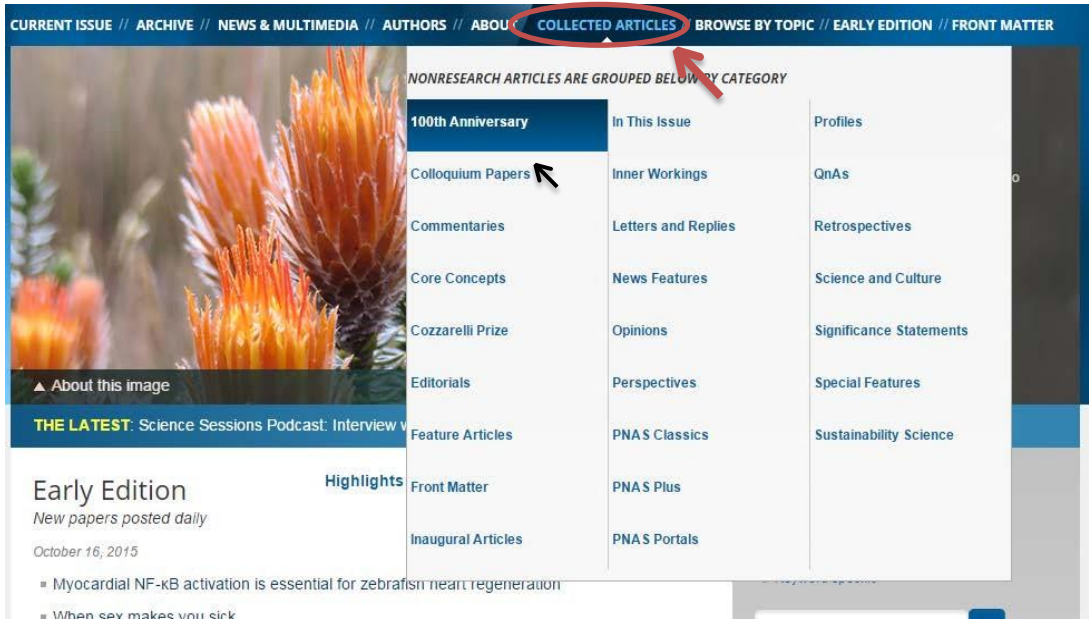 CURRENT ISSUE // ARCHIVE // NEWS & MULTIMEDIA // AUTHORS // ABOUT COLLECTED ARTICLES / BROWSE BY TOPIC // EARLY EDITION // FRONT MATTER
NONRESEARCH ARTICLES ARE GROUPED BELOW BY CATEGORY
100th Anniversary
Colloquium Papers
Commentaries
Core Concepts
Cozzarelli Prize
Editorials
Feature Articles
Front Matter
Inaugural Articles
In This Issue
Inner Workings
Letters and Replies
News Features
Opinions
Perspectives
PNAS Classics
PNAS Plus
PNAS Portals
Profiles
QnAs
Retrospectives
Science and Culture
Significance Statements
Special Features
Sustainability Science
About this image
THE LATEST: Science Sessions Podcast: Interview
Early Edition
Highlights
New papers posted daily
October 16, 2015
Myocardial NF-κB activation is essential for zebrafish heart regeneration
When sex makes you sick